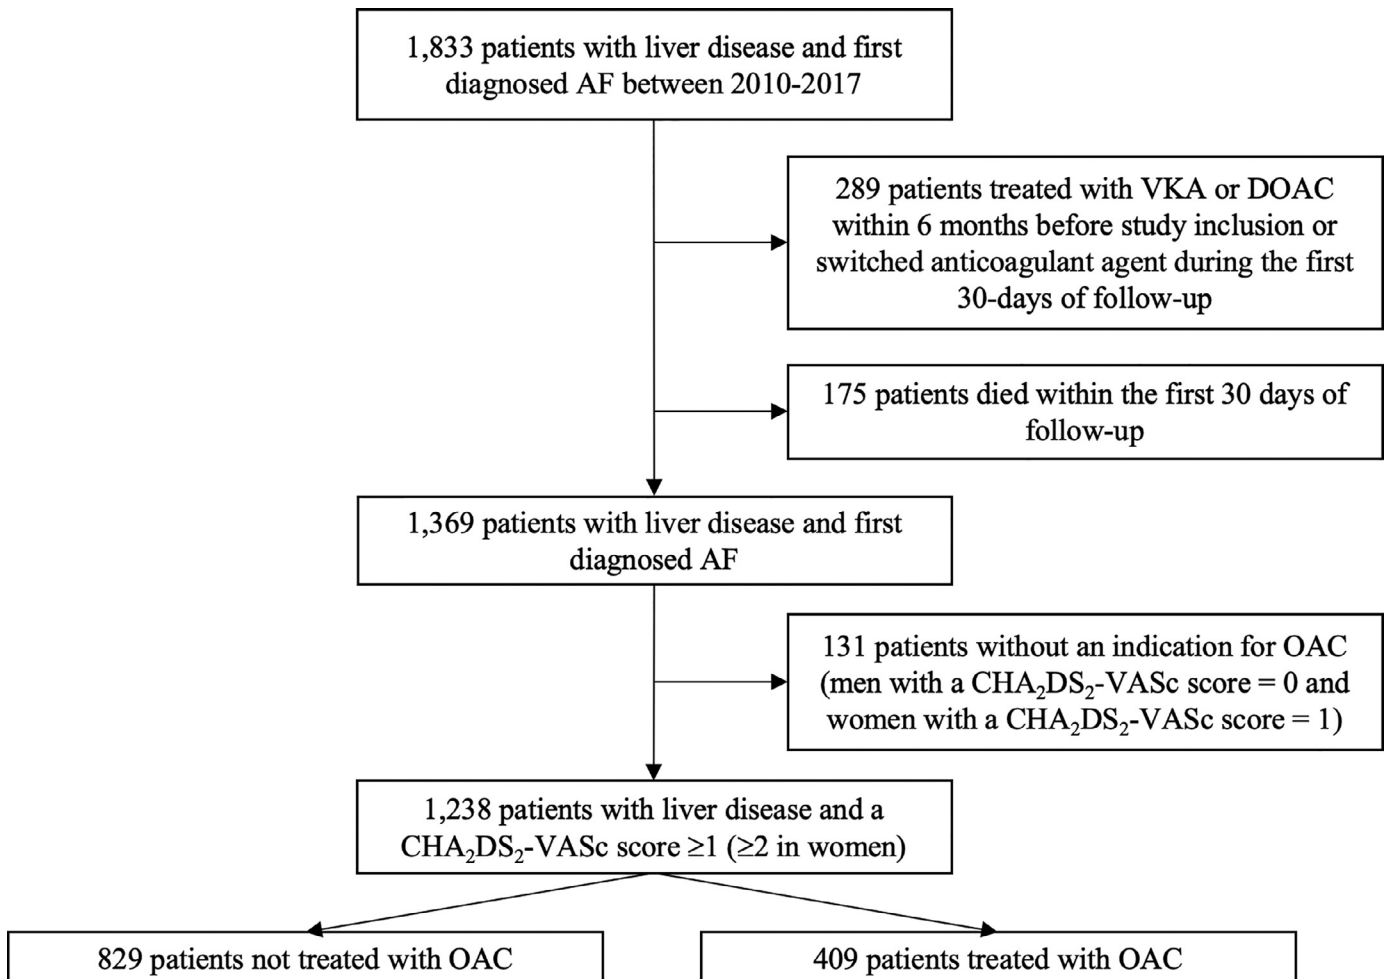 1,833 patients with liver disease and first
diagnosed AF between 2010-2017
289 patients treated with VKA or DOAC
within 6 months before study inclusion or
switched anticoagulant agent during the first
30-days of follow-up
175 patients died within the first 30 days of
follow-up
1,369 patients with liver disease and first
diagnosed AF
131 patients without an indication for OAC
(men with a CHA₂DS₂-VASc score = 0 and
women with a CHA₂DS₂-VASc score = 1)
1,238 patients with liver disease and a
CHA₂DS₂-VASc score ≥1 (≥2 in women)
829 patients not treated with OAC
409 patients treated with OAC